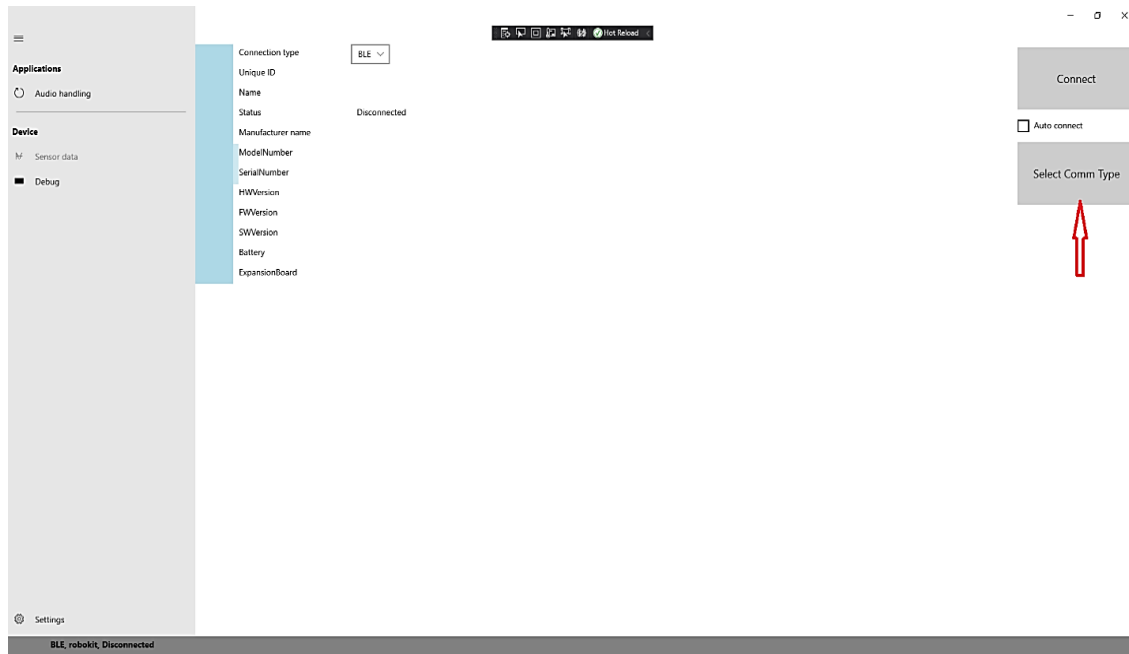 Hot Reload
Applications
Audio handling
Device
Sensor data
Debug
Settings
Connection type
BLE
Unique ID
Name
Status
Disconnected
Manufacturer name
ModelNumber
SerialNumber
HWVersion
FWVersion
SWVersion
Battery
ExpansionBoard
Connect
Auto connect
Select Comm Type
BLE, robokit, Disconnected